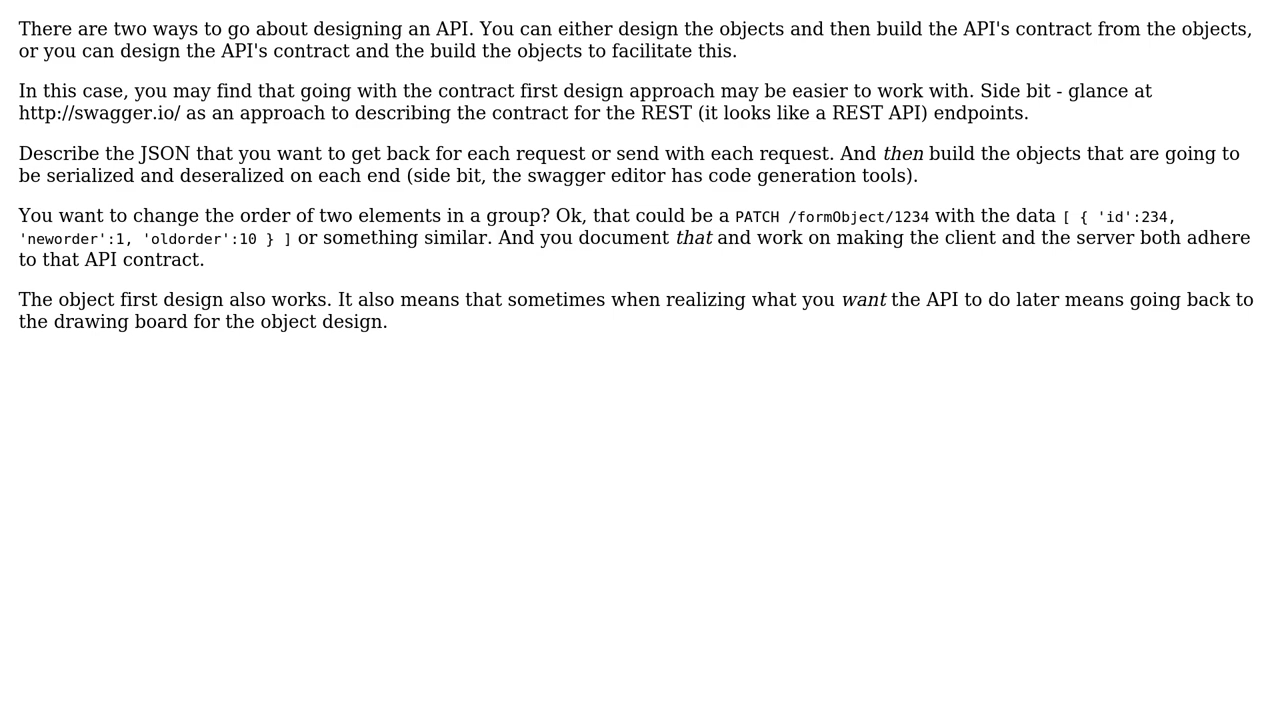 There are two ways to go about designing an API. You can either design the objects and then build the API's contract from the objects,
or you can design the API's contract and the build the objects to facilitate this.
In this case, you may find that going with the contract first design approach may be easier to work with. Side bit - glance at
http://swagger.io/ as an approach to describing the contract for the REST (it looks like a REST API) endpoints.
Describe the JSON that you want to get back for each request or send with each request. And then build the objects that are going to
be serialized and deseralized on each end (side bit, the swagger editor has code generation tools).
You want to change the order of two elements in a group? Ok, that could be a PATCH /formObject/1234 with the data [ { 'id':234,
'neworder':1, 'oldorder':10 } ] or something similar. And you document that and work on making the client and the server both adhere
to that API contract.
The object first design also works. It also means that sometimes when realizing what you want the API to do later means going back to
the drawing board for the object design.